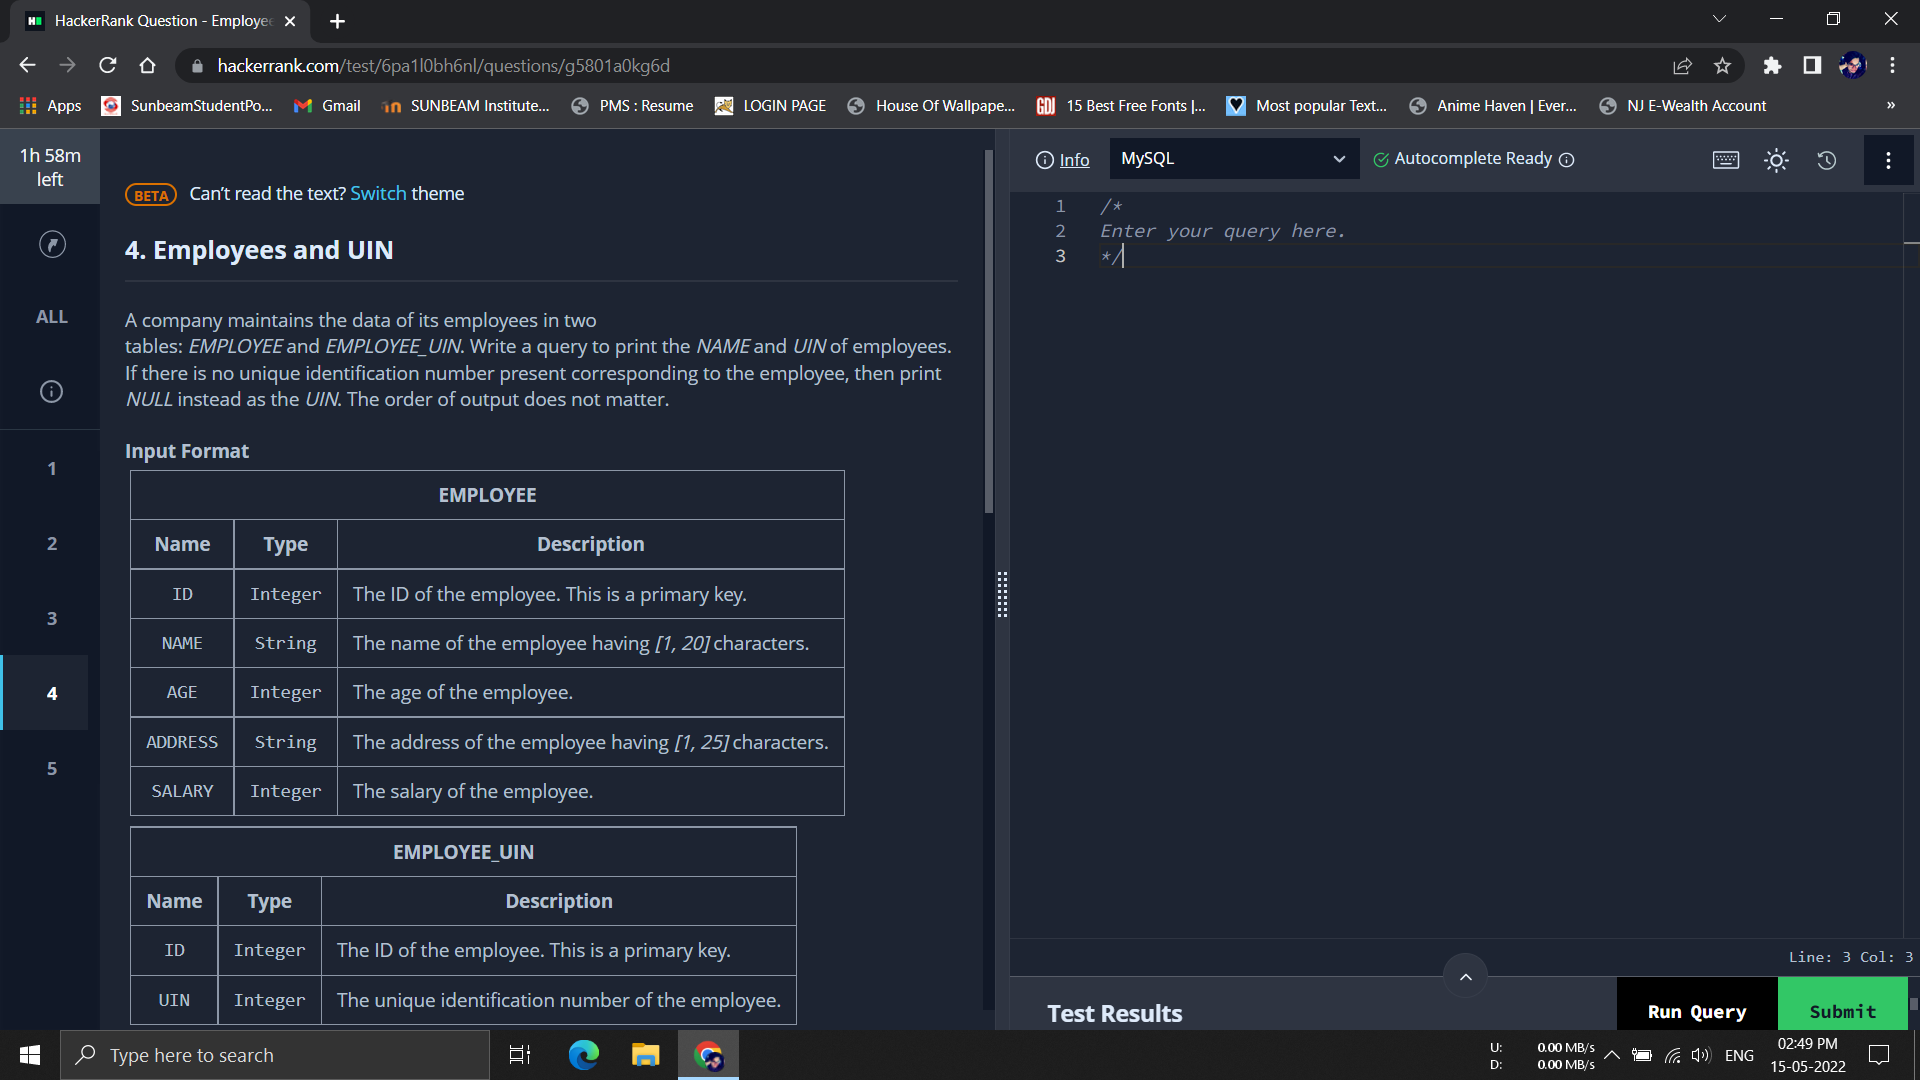 HackerRank Question - Employee
hackerrank.com/test/6pa1l0bh6nl/questions/g5801a0kg6d
Apps SunbeamStudentPo... Gmail SUNBEAM Institute... PMS : Resume LOGIN PAGE House Of Wallpape... GD! 15 Best Free Fonts |... Most popular Text... Anime Haven | Ever... NJ E-Wealth Account »
1h 58m
left
ALL
1
2
3
4
5
BETA Can't read the text? Switch theme
4. Employees and UIN
A company maintains the data of its employees in two
tables: EMPLOYEE and EMPLOYEE_UIN. Write a query to print the NAME and UIN of employees.
If there is no unique identification number present corresponding to the employee, then print
NULL instead as the UIN. The order of output does not matter.
Input Format
EMPLOYEE
Name Type Description
ID Integer The ID of the employee. This is a primary key.
NAME String The name of the employee having [1, 20] characters.
AGE Integer The age of the employee.
ADDRESS String The address of the employee having [1, 25] characters.
SALARY Integer The salary of the employee.
EMPLOYEE_UIN
Name Type Description
ID Integer The ID of the employee. This is a primary key.
UIN Integer The unique identification number of the employee.
Info MySQL Autocomplete Ready
1 /*
2 Enter your query here.
3 */
Line: 3 Col: 3
Test Results Run Query Submit
Type here to search
U: 0.00 MB/s
D: 0.00 MB/s
ENG
02:49 PM
15-05-2022